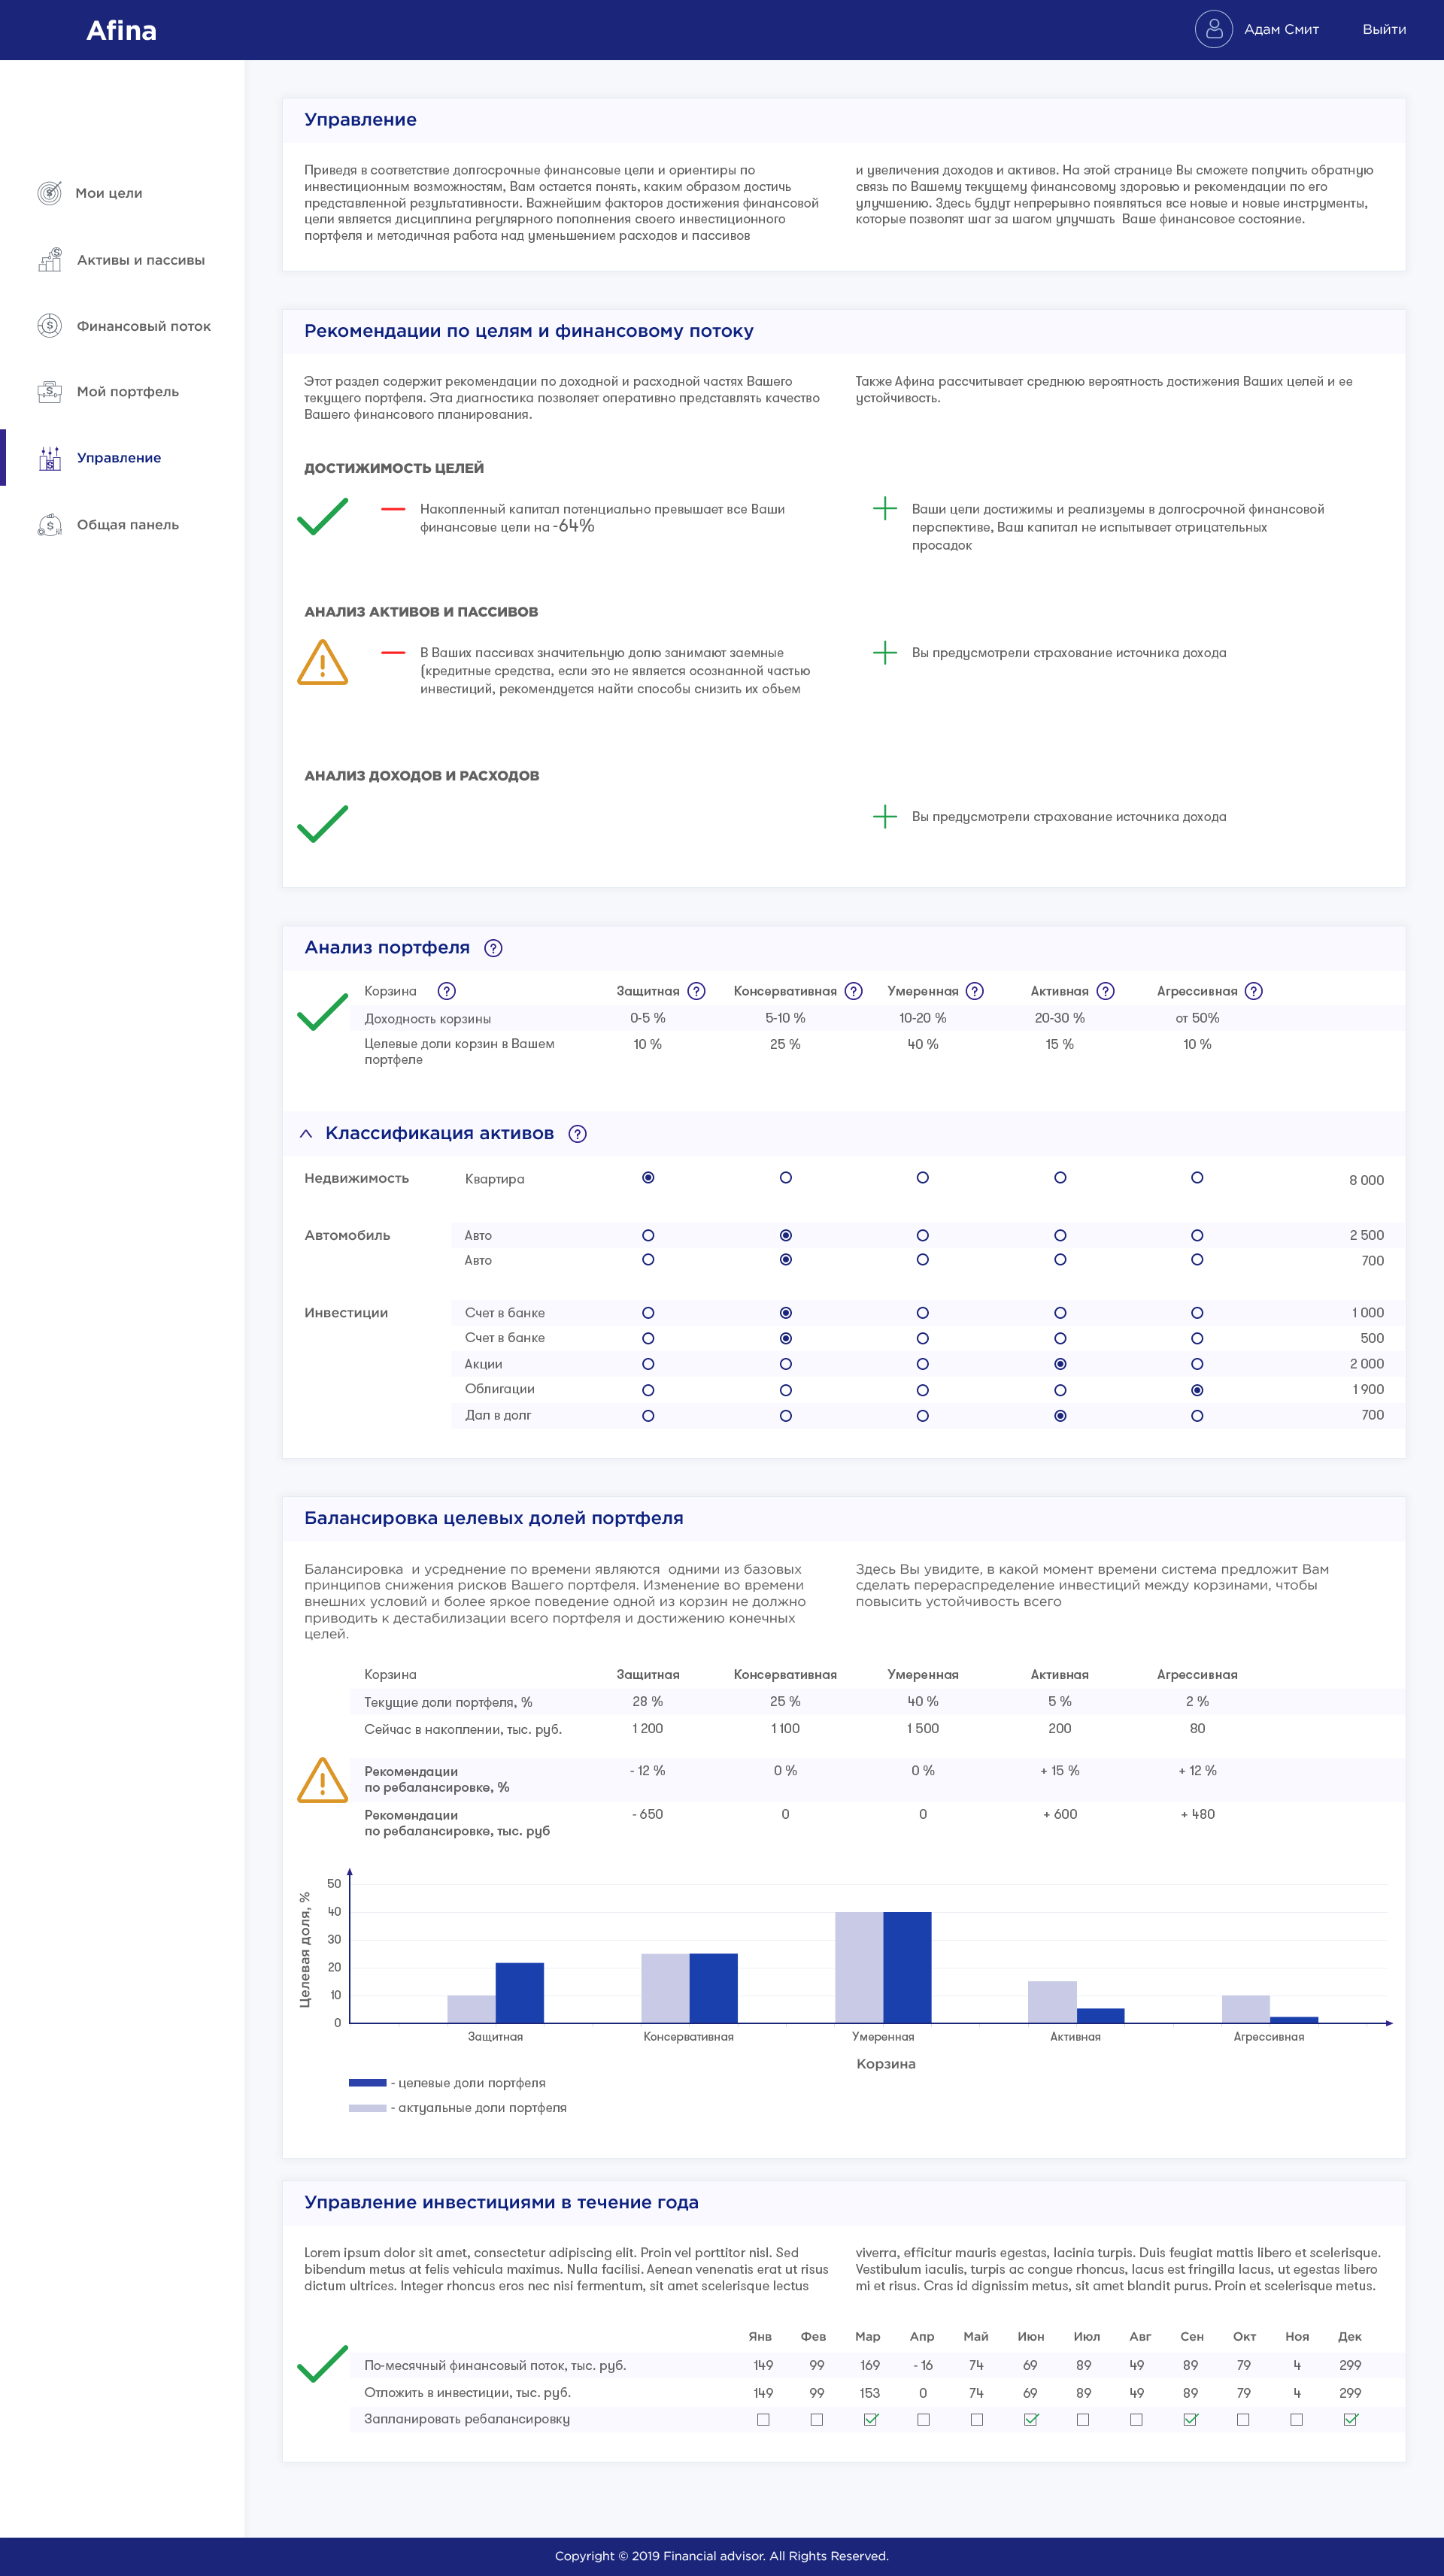 Afina
Адам Смит
Выйти
Мои цели
Активы и пассивы
Финансовый поток
Мой портфель
Управление
Общая панель
Управление
Приведя в соответствие долгосрочные финансовые цели и ориентиры по
инвестиционным возможностям, Вам остается понять, каким образом достичь
представленной результативности. Важнейшим факторов достижения финансовой
цели является дисциплина регулярного пополнения своего инвестиционного
портфеля и методичная работа над уменьшением расходов и пассивов
и увеличения доходов и активов. На этой странице Вы сможете получить обратную
связь по Вашему текущему финансовому здоровью и рекомендации по его
улучшению. Здесь будут непрерывно появляться все новые и новые инструменты,
которые позволят шаг за шагом улучшать Ваше финансовое состояние.
Рекомендации по целям и финансовому потоку
Этот раздел содержит рекомендации по доходной и расходной частях Вашего
текущего портфеля. Эта диагностика позволяет оперативно представлять качество
Вашего финансового планирования.
Также Афина рассчитывает среднюю вероятность достижения Ваших целей и ее
устойчивость.
ДОСТИЖИМОСТЬ ЦЕЛЕЙ
Накопленный капитал потенциально превышает все Ваши
финансовые цели на -64%
Ваши цели достижимы и реализуемы в долгосрочной финансовой
перспективе, Ваш капитал не испытывает отрицательных
просадок
АНАЛИЗ АКТИВОВ И ПАССИВОВ
В Ваших пассивах значительную долю занимают заемные
(кредитные средства, если это не является осознанной частью
инвестиций, рекомендуется найти способы снизить их объем
Вы предусмотрели страхование источника дохода
АНАЛИЗ ДОХОДОВ И РАСХОДОВ
Вы предусмотрели страхование источника дохода
Анализ портфеля ?
Корзина ? Защитная ? Консервативная ? Умеренная ? Активная ? Агрессивная ?
Доходность корзины 0-5 % 5-10 % 10-20 % 20-30 % от 50%
Целевые доли корзин в Вашем
портфеле
10 % 25 % 40 % 15 % 10 %
Классификация активов ?
Недвижимость Квартира 8 000
Автомобиль Авто 2 500
Авто 700
Инвестиции Счет в банке 1 000
Счет в банке 500
Акции 2 000
Облигации 1 900
Дал в долг 700
Балансировка целевых долей портфеля
Балансировка и усреднение по времени являются одними из базовых
принципов снижения рисков Вашего портфеля. Изменение во времени
внешних условий и более яркое поведение одной из корзин не должно
приводить к дестабилизации всего портфеля и достижению конечных
целей.
Здесь Вы увидите, в какой момент времени система предложит Вам
сделать перераспределение инвестиций между корзинами, чтобы
повысить устойчивость всего
Корзина Защитная Консервативная Умеренная Активная Агрессивная
Текущие доли портфеля, % 28 % 25 % 40 % 5 % 2 %
Сейчас в накоплении, тыс. руб. 1 200 1 100 1 500 200 80
Рекомендации
по ребалансировке, %
- 12 % 0 % 0 % + 15 % + 12 %
Рекомендации
по ребалансировке, тыс. руб
- 650 0 0 + 600 + 480
Целевая доля, %
50
40
30
20
10
0
Защитная Консервативная Умеренная Активная Агрессивная
Корзина
- целевые доли портфеля
- актуальные доли портфеля
Управление инвестициями в течение года
Lorem ipsum dolor sit amet, consectetur adipiscing elit. Proin vel porttitor nisl. Sed
bibendum metus at felis vehicula maximus. Nulla facilisi. Aenean venenatis erat ut risus
dictum ultrices. Integer rhoncus eros nec nisi fermentum, sit amet scelerisque lectus
viverra, efficitur mauris egestas, lacinia turpis. Duis feugiat mattis libero et scelerisque.
Vestibulum iaculis, turpis ac congue rhoncus, lacus est fringilla lacus, ut egestas libero
mi et risus. Cras id dignissim metus, sit amet blandit purus. Proin et scelerisque metus.
Янв Фев Мар Апр Май Июн Июл Авг Сен Окт Ноя Дек
По-месячный финансовый поток, тыс. руб. 149 99 169 - 16 74 69 89 49 89 79 4 299
Отложить в инвестиции, тыс. руб. 149 99 153 0 74 69 89 49 89 79 4 299
Запланировать ребалансировку
Copyright © 2019 Financial advisor. All Rights Reserved.